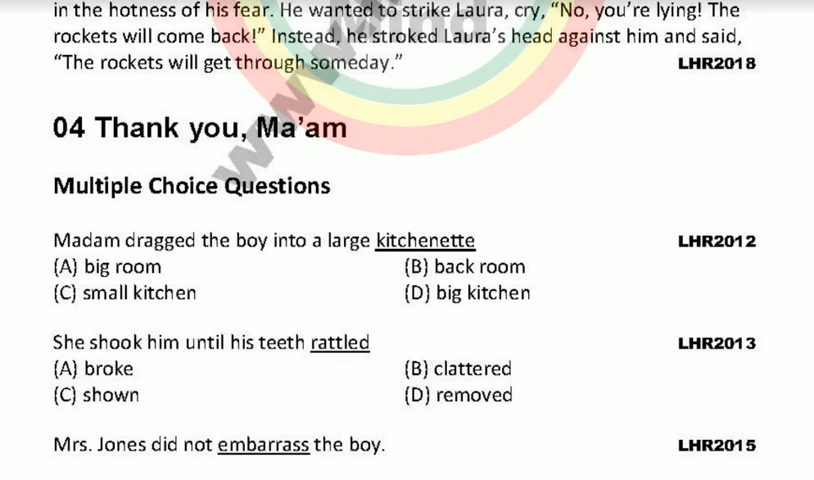 in the hotness of his fear. He wanted to strike Laura, cry, “No, you’re lying! The
rockets will come back!” Instead, he stroked Laura’s head against him and said,
“The rockets will get through someday.” LHR2018
04 Thank you, Ma’am
Multiple Choice Questions
Madam dragged the boy into a large kitchenette LHR2012
(A) big room (B) back room
(C) small kitchen (D) big kitchen
She shook him until his teeth rattled LHR2013
(A) broke (B) clattered
(C) shown (D) removed
Mrs. Jones did not embarrass the boy. LHR2015